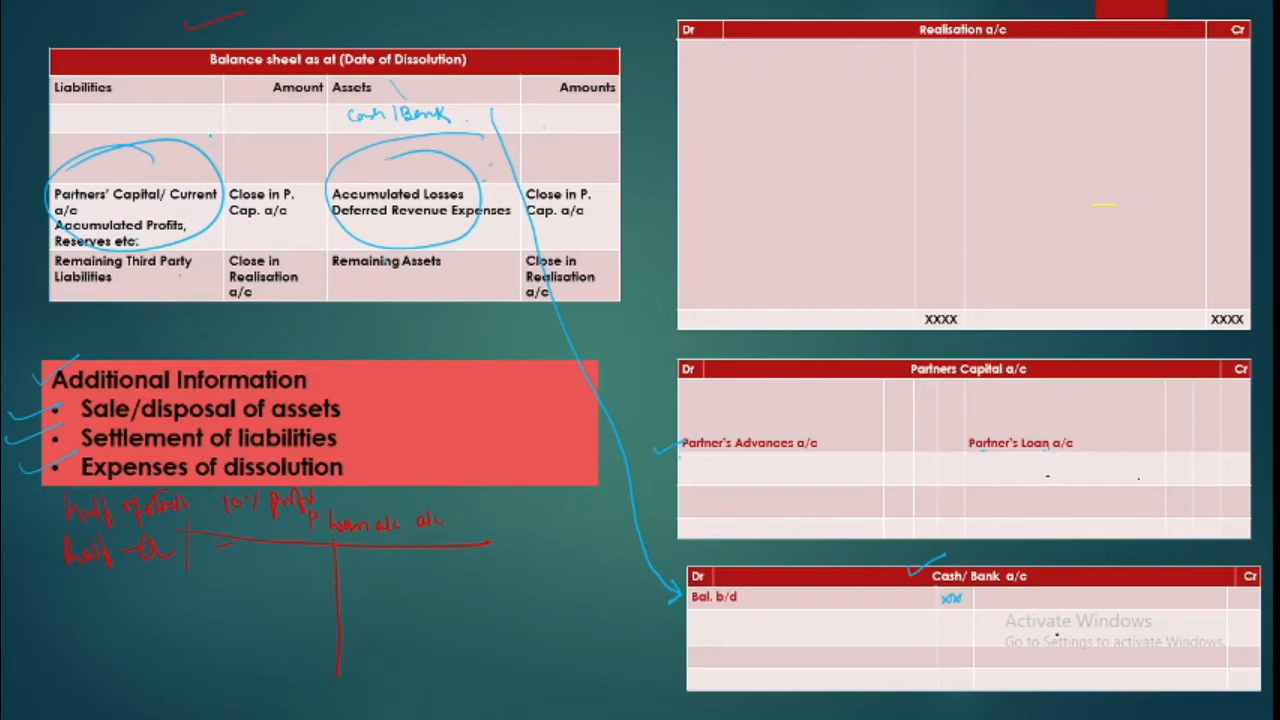 Balance sheet as at (Date of Dissolution)
Liabilities Amount Assets Amounts
Cash/Bank
Partners' Capital/ Current a/c
Accumulated Profits, Reserves etc.
Close in P. Cap. a/c
Accumulated Losses
Deferred Revenue Expenses
Close in P. Cap. a/c
Remaining Third Party Liabilities
Close in Realisation a/c
Remaining Assets
Close in Realisation a/c
Additional Information
• Sale/disposal of assets
• Settlement of liabilities
• Expenses of dissolution
half of 10% profit
half
loan a/c a/c
Dr Realisation a/c Cr
XXXX XXXX
Dr Partners Capital a/c Cr
Partner's Advances a/c Partner's Loan a/c
Dr Cash/ Bank a/c Cr
Bal. b/d xxx
Activate Windows
Go to Settings to activate Windows